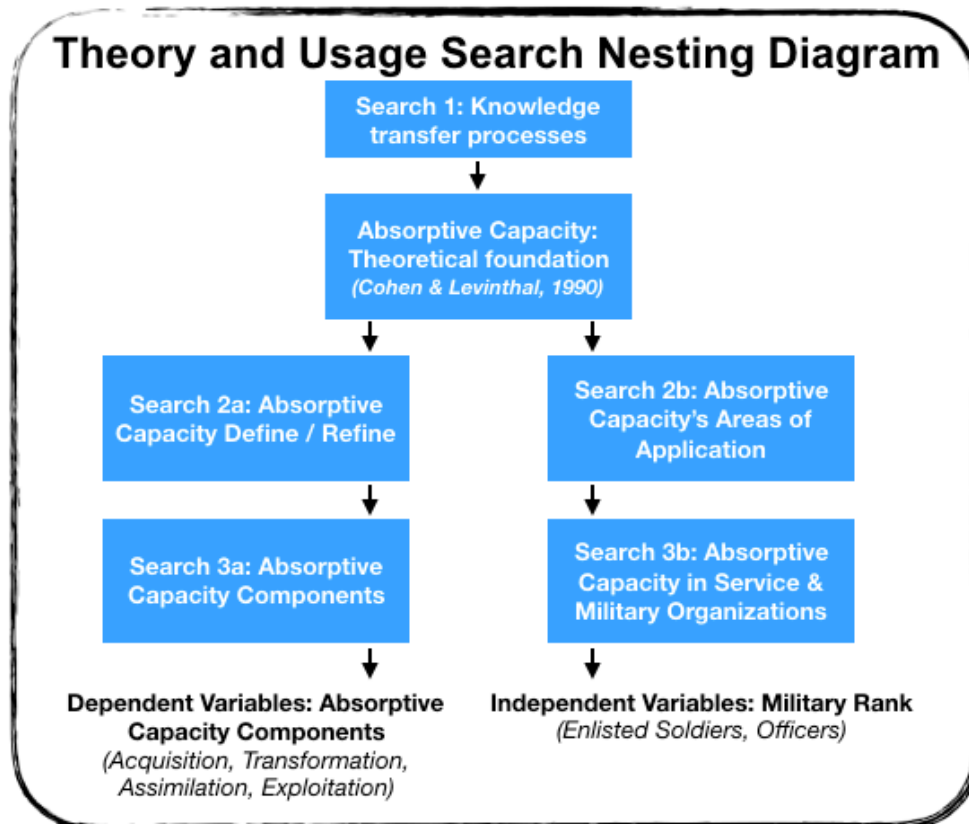 Theory and Usage Search Nesting Diagram
Search 1: Knowledge
transfer processes
Absorptive Capacity:
Theoretical foundation
(Cohen & Levinthal, 1990)
Search 2a: Absorptive
Capacity Define / Refine
Search 2b: Absorptive
Capacity’s Areas of
Application
Search 3a: Absorptive
Capacity Components
Search 3b: Absorptive
Capacity in Service &
Military Organizations
Dependent Variables: Absorptive
Capacity Components
(Acquisition, Transformation,
Assimilation, Exploitation)
Independent Variables: Military Rank
(Enlisted Soldiers, Officers)